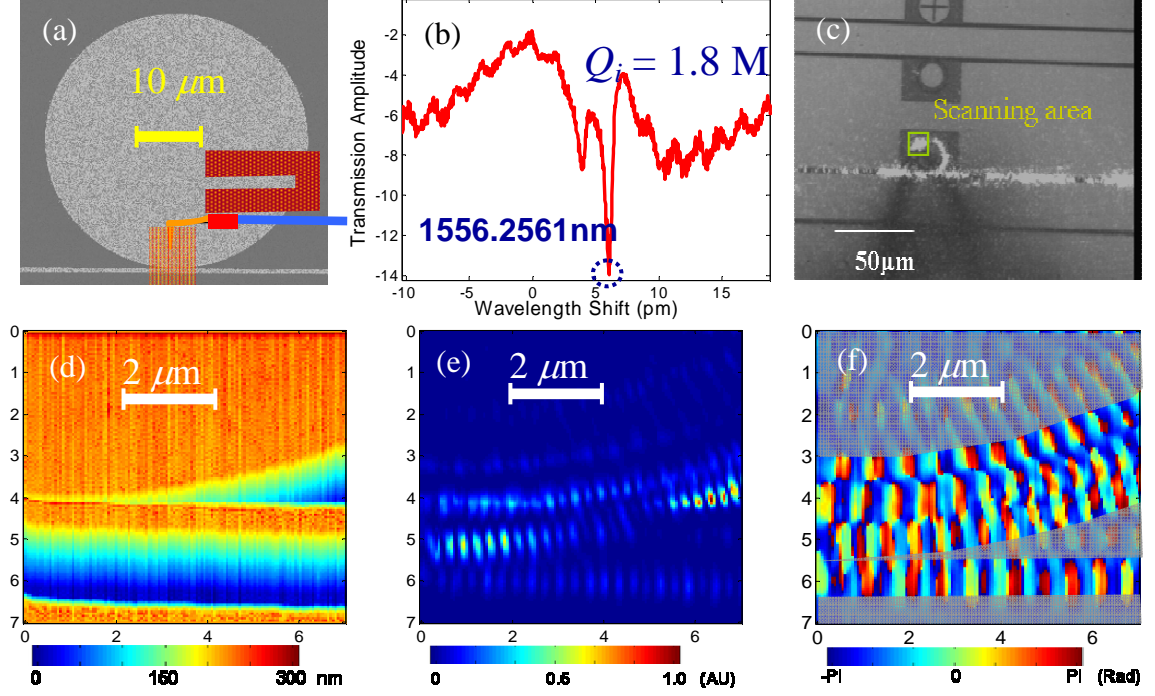 (a)
10 μm
(b)
Qi = 1.8 M
1556.2561nm
Transmission Amplitude
-2
-4
-6
-8
-10
-12
-14
-10
-5
0
5
10
15
Wavelength Shift (pm)
(c)
Scanning area
50μm
(d)
2 μm
0
1
2
3
4
5
6
7
0 2 4 6
0 150 300 nm
(e)
2 μm
0
1
2
3
4
5
6
7
0 2 4 6
0 0.5 1.0 (AU)
(f)
2 μm
0
1
2
3
4
5
6
7
0 2 4 6
-PI 0 PI (Rad)